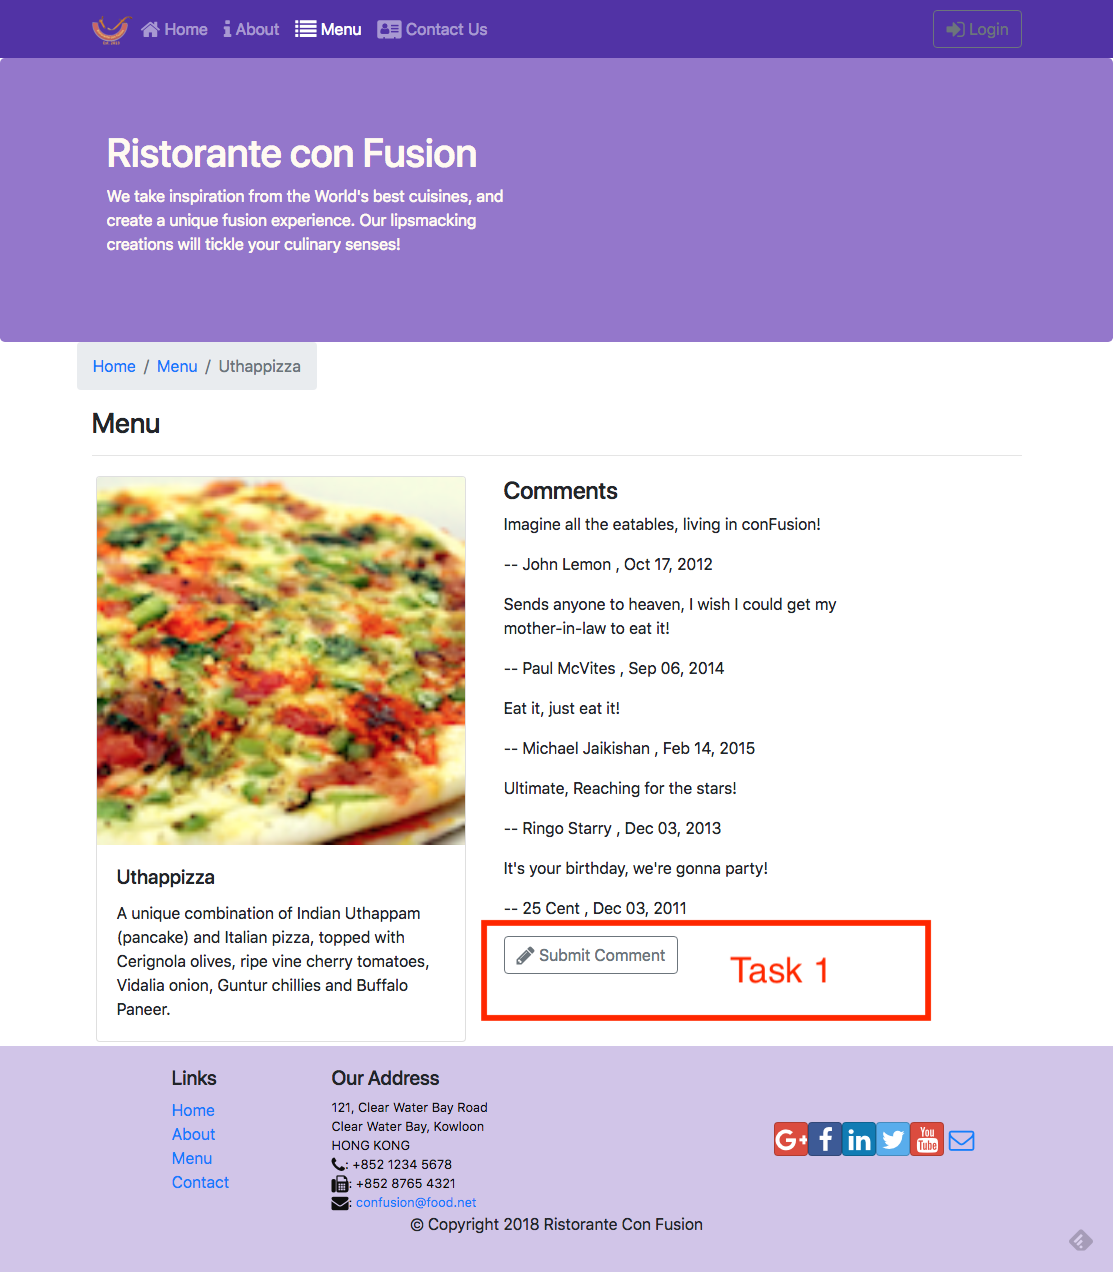 Home About Menu Contact Us Login
Ristorante con Fusion
We take inspiration from the World's best cuisines, and
create a unique fusion experience. Our lipsmacking
creations will tickle your culinary senses!
Home / Menu / Uthappizza
Menu
Uthappizza
A unique combination of Indian Uthappam
(pancake) and Italian pizza, topped with
Cerignola olives, ripe vine cherry tomatoes,
Vidalia onion, Guntur chillies and Buffalo
Paneer.
Comments
Imagine all the eatables, living in conFusion!
-- John Lemon , Oct 17, 2012
Sends anyone to heaven, I wish I could get my
mother-in-law to eat it!
-- Paul McVites , Sep 06, 2014
Eat it, just eat it!
-- Michael Jaikishan , Feb 14, 2015
Ultimate, Reaching for the stars!
-- Ringo Starry , Dec 03, 2013
It's your birthday, we're gonna party!
-- 25 Cent , Dec 03, 2011
Submit Comment
Task 1
Links
Home
About
Menu
Contact
Our Address
121, Clear Water Bay Road
Clear Water Bay, Kowloon
HONG KONG
: +852 1234 5678
: +852 8765 4321
: confusion@food.net
G+ f in You Tube
© Copyright 2018 Ristorante Con Fusion